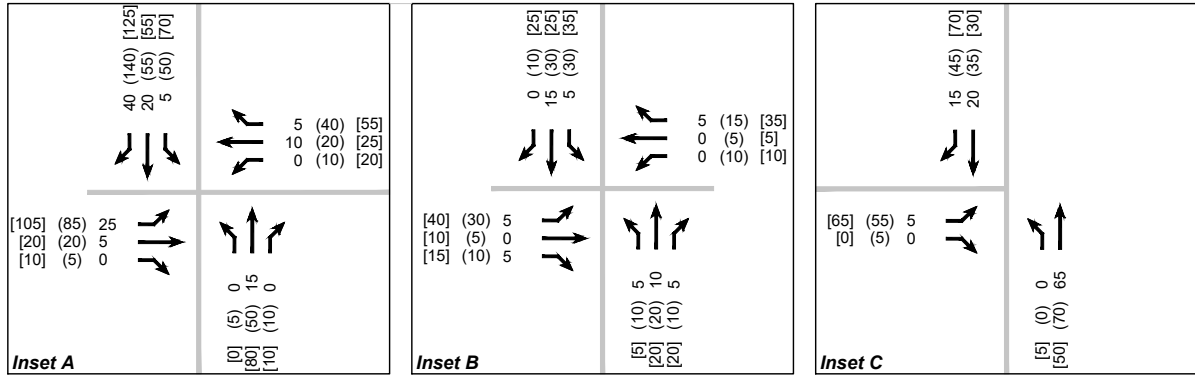 40 (140) [125]
20 (55) [55]
5 (50) [70]
5 (40) [55]
10 (20) [25]
0 (10) [20]
[105] (85) 25
[20] (20) 5
[10] (5) 0
[0] (5) 0
[80] (50) 15
[10] (10) 0
Inset A
0 (10) [25]
15 (30) [25]
5 (30) [35]
5 (15) [35]
0 (5) [5]
0 (10) [10]
[40] (30) 5
[10] (5) 0
[15] (10) 5
[5] (10) 5
[20] (20) 10
[20] (10) 5
Inset B
15 (45) [70]
20 (35) [30]
[65] (55) 5
[0] (5) 0
[5] (0) 0
[50] (70) 65
Inset C